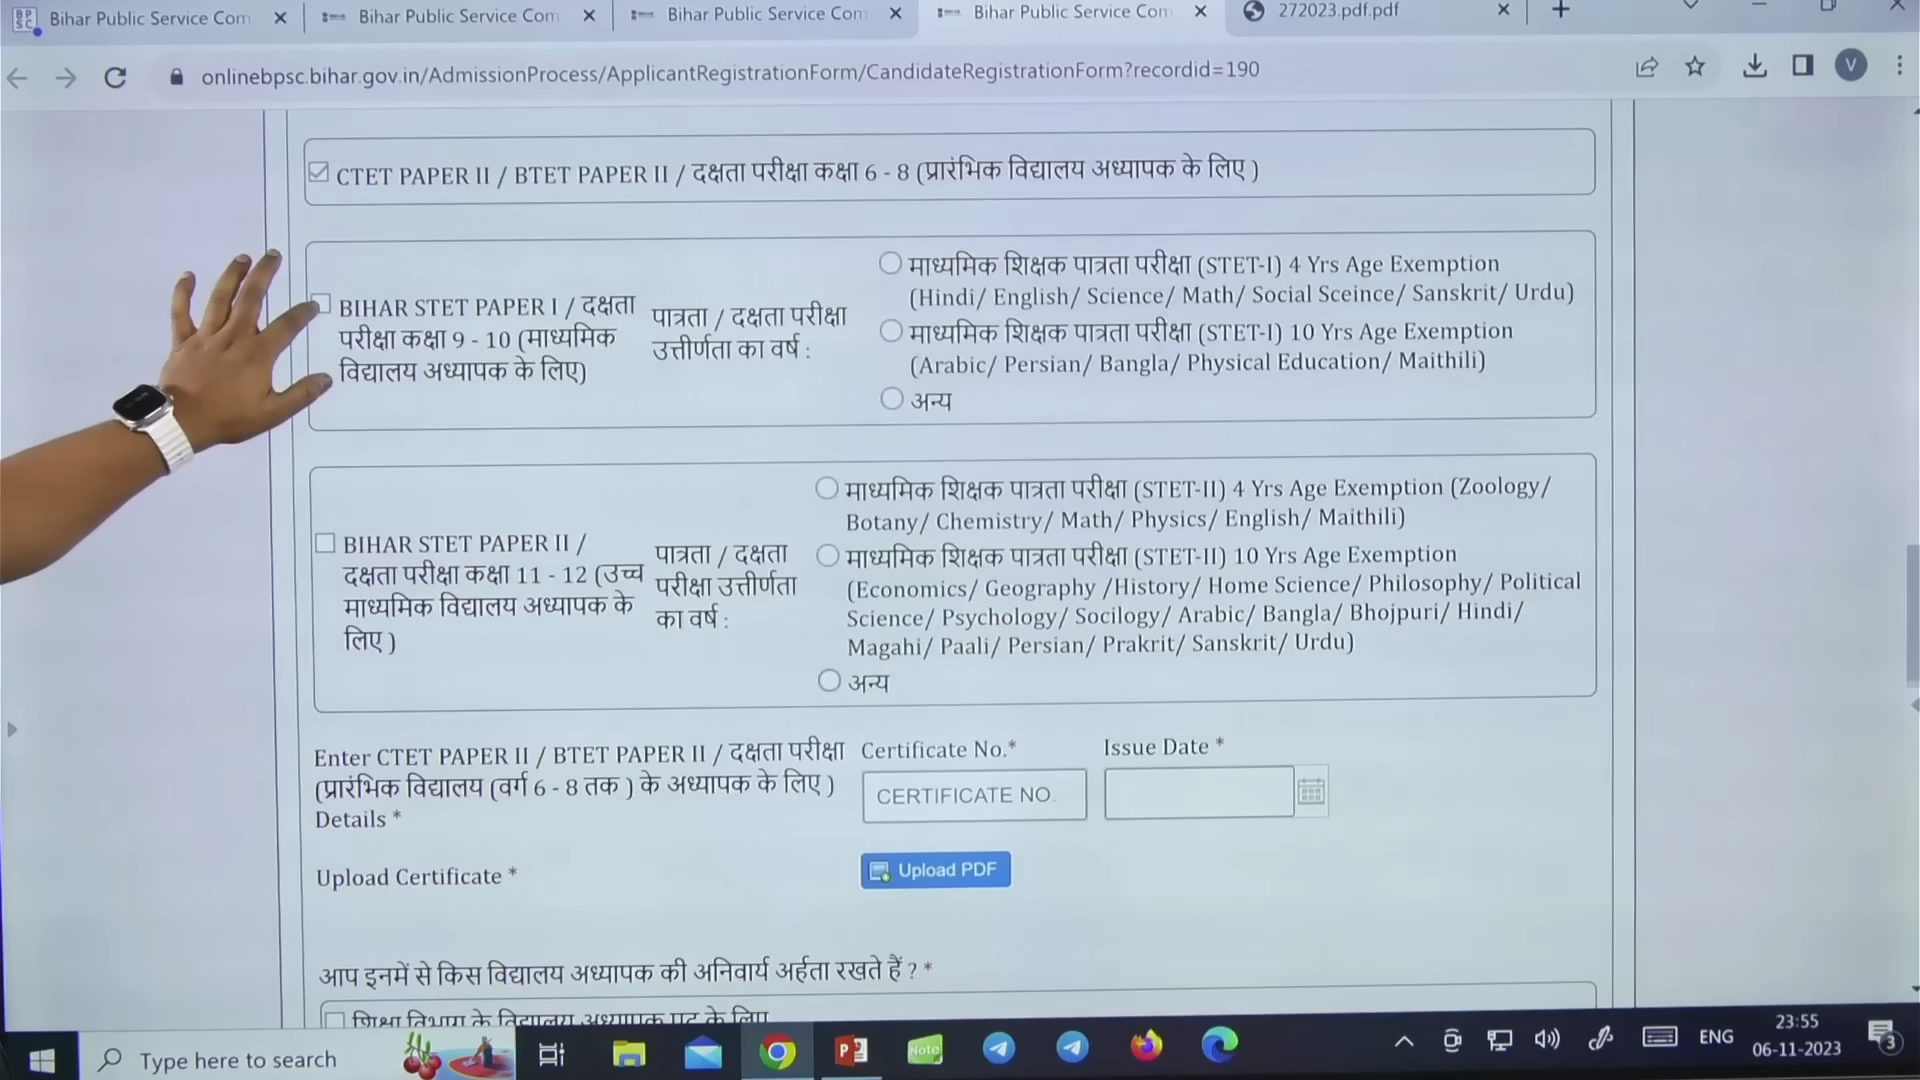 Bihar Public Service Com
Bihar Public Service Com
Bihar Public Service Com
Bihar Public Service Com
272023.pdf.pdf
onlinebpsc.bihar.gov.in/AdmissionProcess/ApplicantRegistrationForm/CandidateRegistrationForm?recordid=190
V
CTET PAPER II / BTET PAPER II / दक्षता परीक्षा कक्षा 6 - 8 (प्रारंभिक विद्यालय अध्यापक के लिए )
BIHAR STET PAPER I / दक्षता
परीक्षा कक्षा 9 - 10 (माध्यमिक
विद्यालय अध्यापक के लिए)
पात्रता / दक्षता परीक्षा
उत्तीर्णता का वर्ष :
माध्यमिक शिक्षक पात्रता परीक्षा (STET-I) 4 Yrs Age Exemption
(Hindi/ English/ Science/ Math/ Social Sceince/ Sanskrit/ Urdu)
माध्यमिक शिक्षक पात्रता परीक्षा (STET-I) 10 Yrs Age Exemption
(Arabic/ Persian/ Bangla/ Physical Education/ Maithili)
अन्य
BIHAR STET PAPER II /
दक्षता परीक्षा कक्षा 11 - 12 (उच्च
माध्यमिक विद्यालय अध्यापक के
लिए )
पात्रता / दक्षता
परीक्षा उत्तीर्णता
का वर्ष :
माध्यमिक शिक्षक पात्रता परीक्षा (STET-II) 4 Yrs Age Exemption (Zoology/
Botany/ Chemistry/ Math/ Physics/ English/ Maithili)
माध्यमिक शिक्षक पात्रता परीक्षा (STET-II) 10 Yrs Age Exemption
(Economics/ Geography /History/ Home Science/ Philosophy/ Political
Science/ Psychology/ Socilogy/ Arabic/ Bangla/ Bhojpuri/ Hindi/
Magahi/ Paali/ Persian/ Prakrit/ Sanskrit/ Urdu)
अन्य
Enter CTET PAPER II / BTET PAPER II / दक्षता परीक्षा
(प्रारंभिक विद्यालय (वर्ग 6 - 8 तक ) के अध्यापक के लिए )
Details *
Certificate No.*
Issue Date *
CERTIFICATE NO.
Upload Certificate *
Upload PDF
आप इनमें से किस विद्यालय अध्यापक की अनिवार्य अर्हता रखते हैं ? *
शिक्षा विभाग के विद्यालय अध्यापक पद के लिए
Type here to search
Note
ENG
23:55
06-11-2023
3